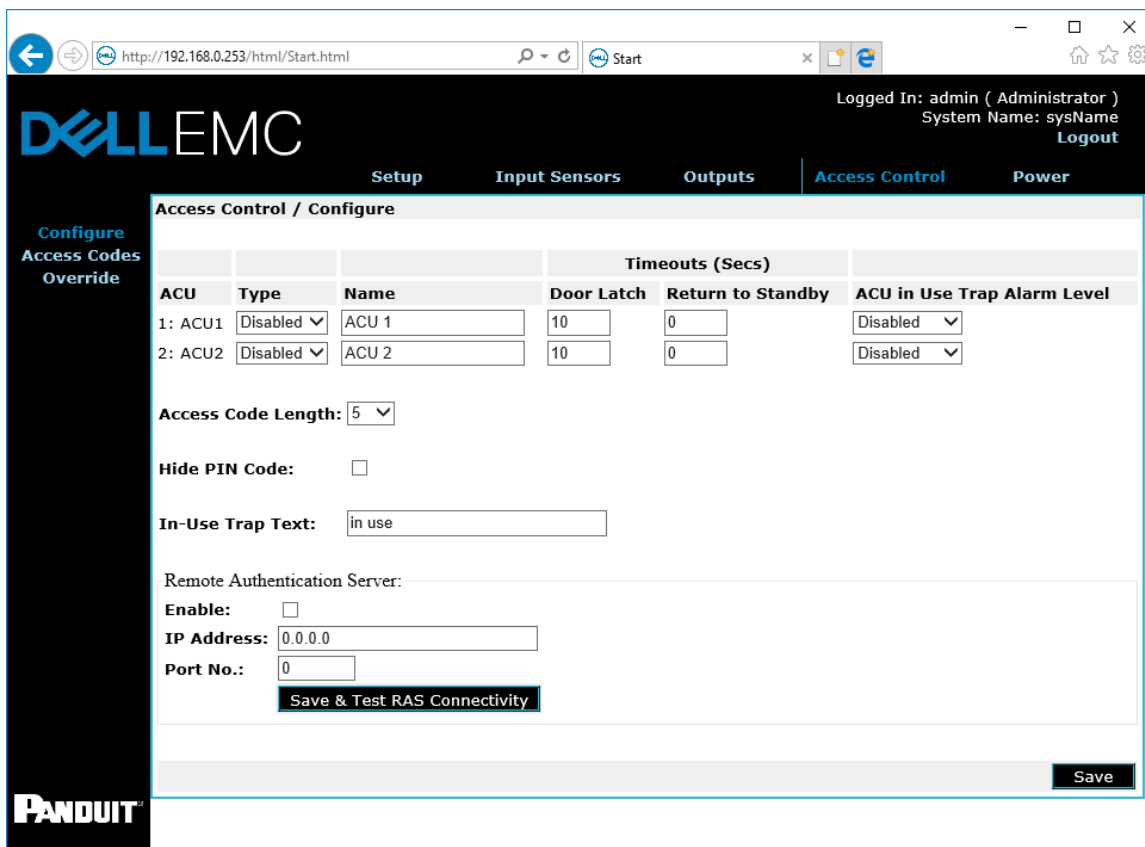 http://192.168.0.253/html/Start.html
Start
Logged In: admin ( Administrator )
System Name: sysName
Logout
DELLEMC
Setup Input Sensors Outputs Access Control Power
Configure
Access Codes
Override
Access Control / Configure
Timeouts (Secs)
ACU Type Name Door Latch Return to Standby ACU in Use Trap Alarm Level
1: ACU1 Disabled ACU 1 10 0 Disabled
2: ACU2 Disabled ACU 2 10 0 Disabled
Access Code Length: 5
Hide PIN Code:
In-Use Trap Text: in use
Remote Authentication Server:
Enable:
IP Address: 0.0.0.0
Port No.: 0
Save & Test RAS Connectivity
Save
PANDUIT